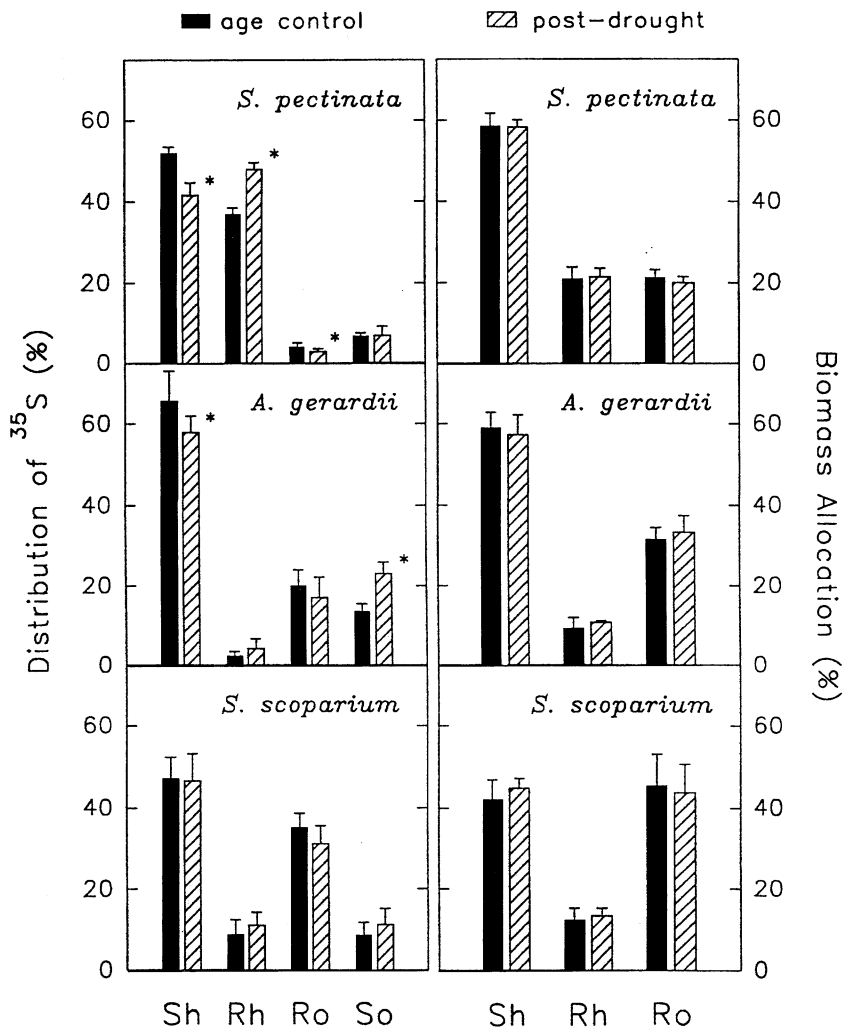 age control post-drought
S. pectinata S. pectinata
60 60
* *
40 40
20 20
*
0 0
A. gerardii A. gerardii
60 60
*
40 40
20 20
*
0 0
S. scoparium S. scoparium
60 60
40 40
20 20
0 0
Sh Rh Ro So Sh Rh Ro
Distribution of ³⁵S (%)
Biomass Allocation (%)